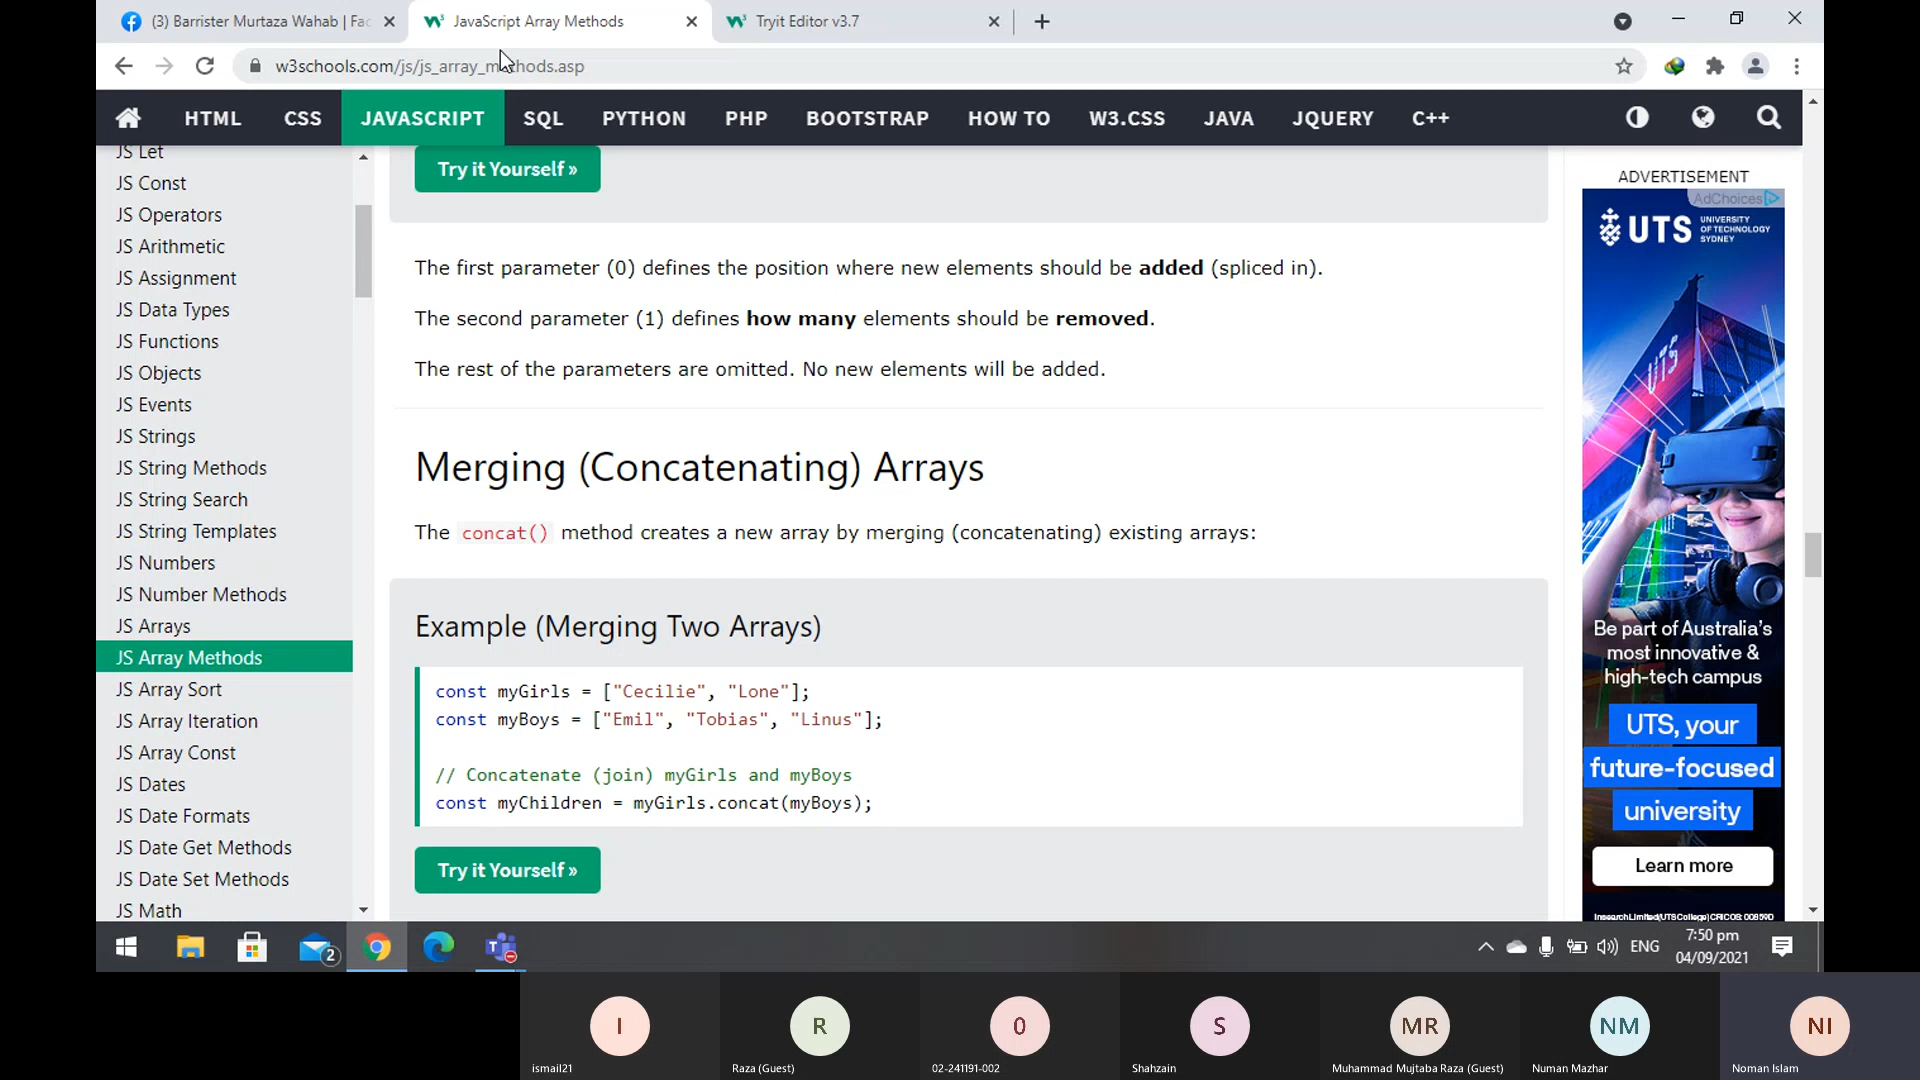 (3) Barrister Murtaza Wahab | Fac
JavaScript Array Methods
Tryit Editor v3.7
w3schools.com/js/js_array_methods.asp
HTML
CSS
JAVASCRIPT
SQL
PYTHON
PHP
BOOTSTRAP
HOW TO
W3.CSS
JAVA
JQUERY
C++
JS Let
JS Const
JS Operators
JS Arithmetic
JS Assignment
JS Data Types
JS Functions
JS Objects
JS Events
JS Strings
JS String Methods
JS String Search
JS String Templates
JS Numbers
JS Number Methods
JS Arrays
JS Array Methods
JS Array Sort
JS Array Iteration
JS Array Const
JS Dates
JS Date Formats
JS Date Get Methods
JS Date Set Methods
JS Math
Try it Yourself »
The first parameter (0) defines the position where new elements should be added (spliced in).
The second parameter (1) defines how many elements should be removed.
The rest of the parameters are omitted. No new elements will be added.
Merging (Concatenating) Arrays
The concat() method creates a new array by merging (concatenating) existing arrays:
Example (Merging Two Arrays)
const myGirls = ["Cecilie", "Lone"];
const myBoys = ["Emil", "Tobias", "Linus"];
// Concatenate (join) myGirls and myBoys
const myChildren = myGirls.concat(myBoys);
Try it Yourself »
ADVERTISEMENT
AdChoices
UTS
UNIVERSITY
OF TECHNOLOGY
SYDNEY
UTS
Be part of Australia's
most innovative &
high-tech campus
UTS, your
future-focused
university
Learn more
Insearch Limited (UTS College) CRICOS: 00859D
2
ENG
7:50 pm
04/09/2021
I
R
0
S
MR
NM
NI
ismail21
Raza (Guest)
02-241191-002
Shahzain
Muhammad Mujtaba Raza (Guest)
Numan Mazhar
Noman Islam